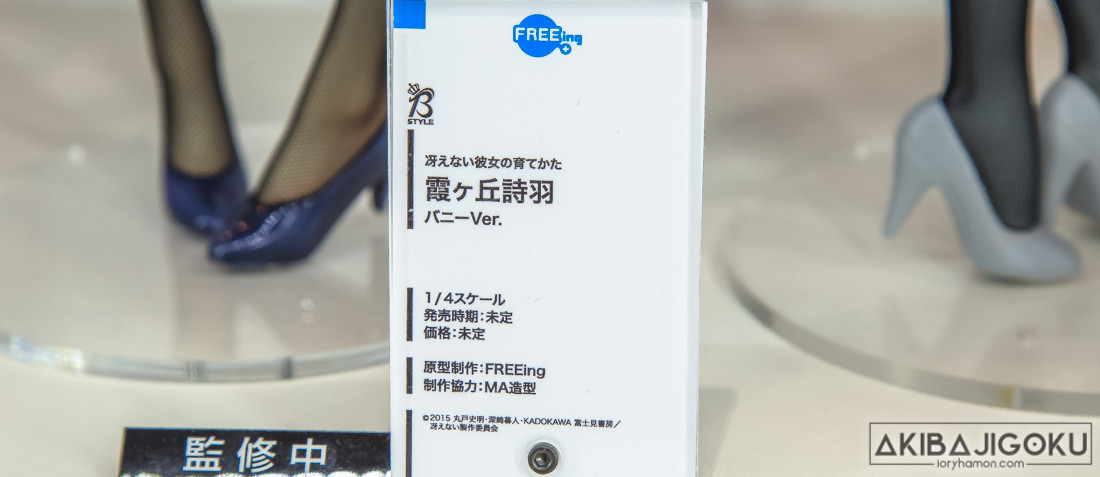 FREEing
B
STYLE
冴えない彼女の育てかた
霞ヶ丘詩羽
バニーVer.
1/4スケール
発売時期：未定
価格：未定
原型制作：FREEing
制作協力：MA造型
©2015 丸戸史明・深崎暮人・KADOKAWA 富士見書房／
冴えない製作委員会
監修中
AKIBAJIGOKU
ioryhamon.com